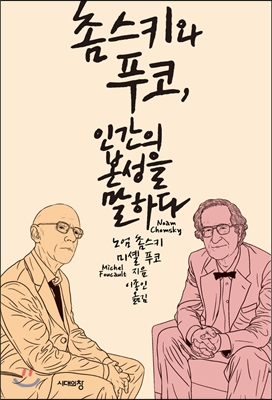 촘스키와
푸코,
인간의
본성을
말하다
Noam
Chomsky
노엄 촘스키
미셸 푸코
Michel
Foucault
지음
이종인
옮김
시대의창